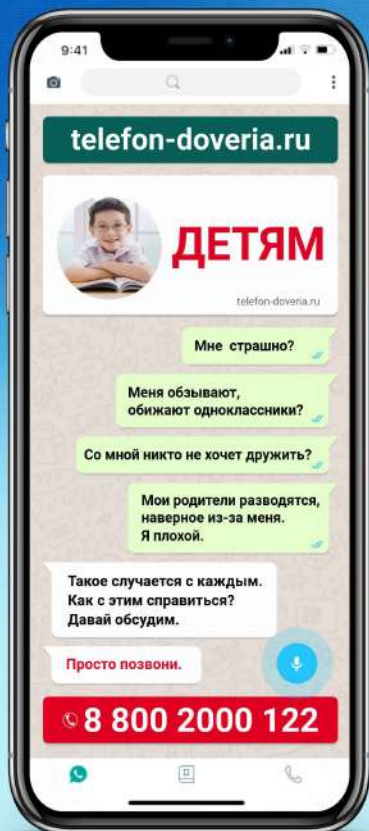 9:41
telefon-doveria.ru
ДЕТЯМ
telefon-doveria.ru
Мне страшно?
Меня обзывают,
обижают одноклассники?
Со мной никто не хочет дружить?
Мои родители разводятся,
наверное из-за меня.
Я плохой.
Такое случается с каждым.
Как с этим справиться?
Давай обсудим.
Просто позвони.
8 800 2000 122